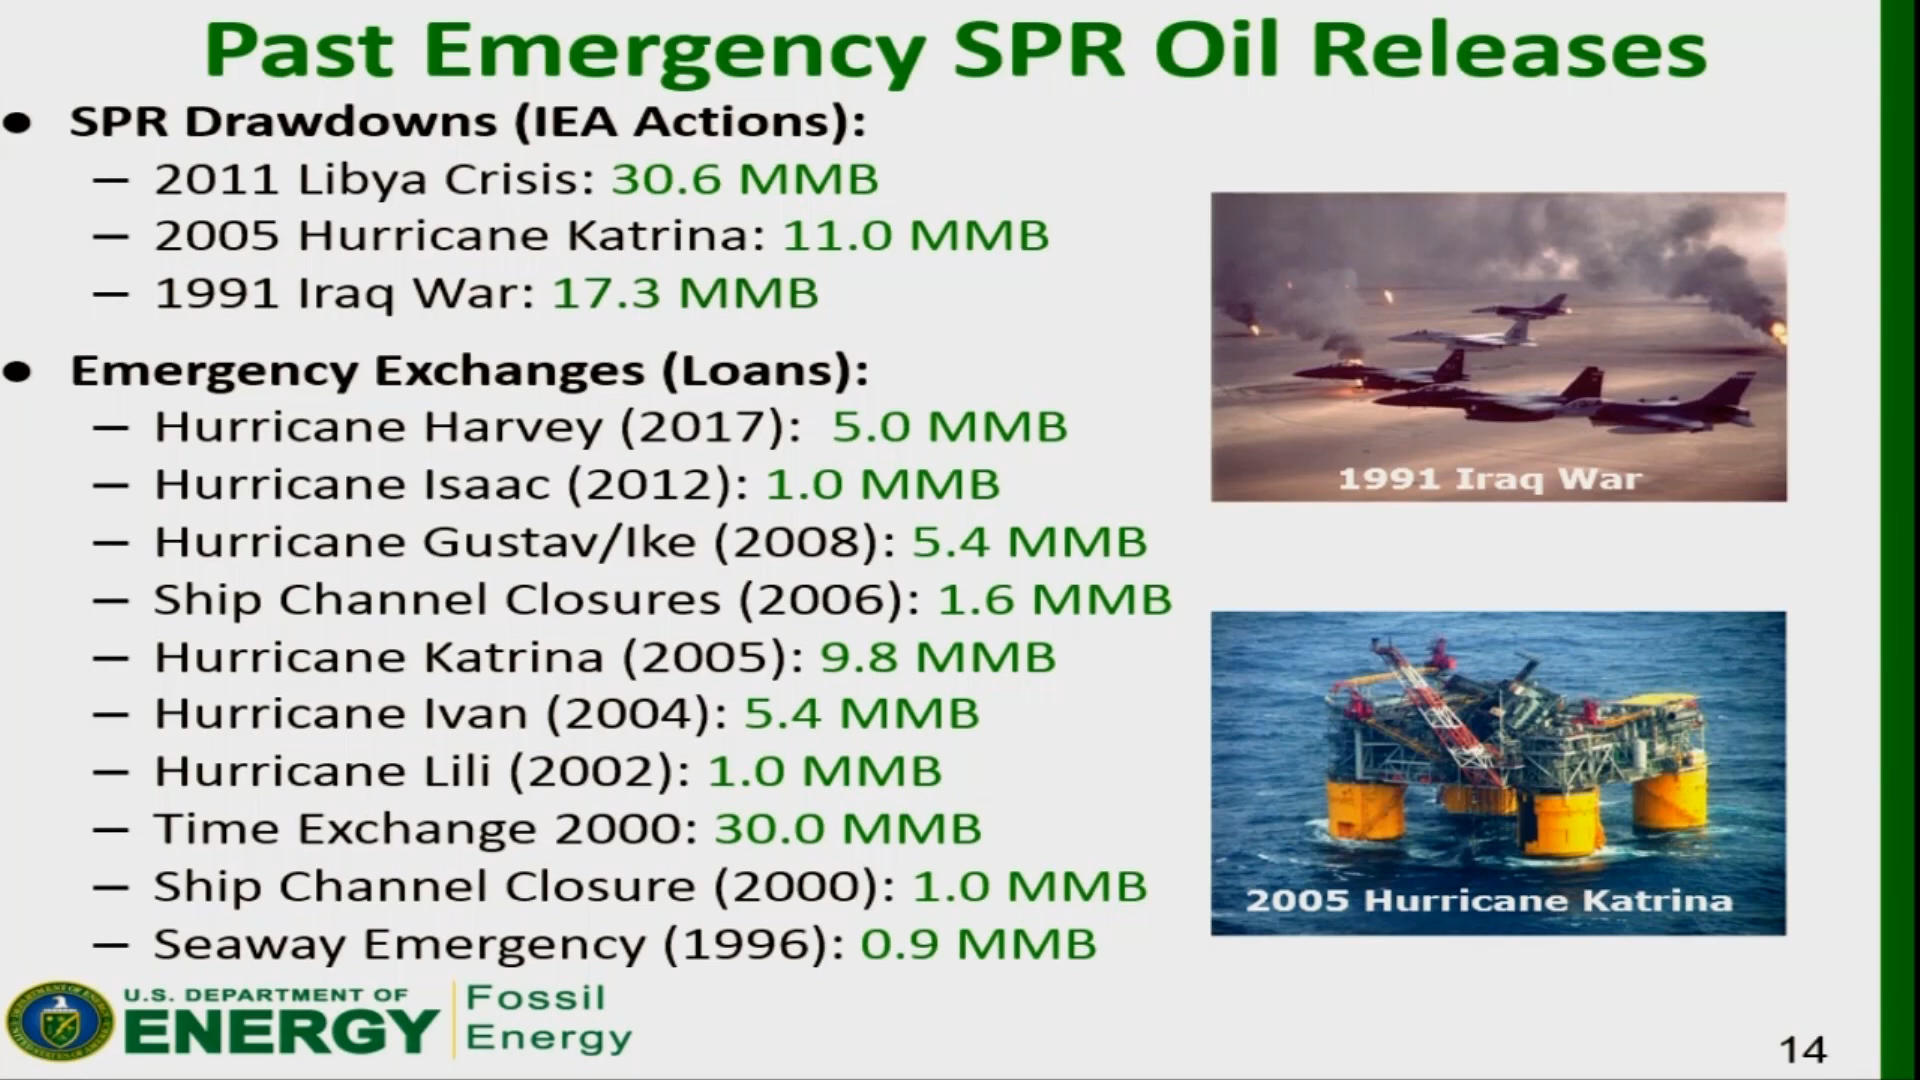 Past Emergency SPR Oil Releases
● SPR Drawdowns (IEA Actions):
– 2011 Libya Crisis: 30.6 MMB
– 2005 Hurricane Katrina: 11.0 MMB
– 1991 Iraq War: 17.3 MMB
● Emergency Exchanges (Loans):
– Hurricane Harvey (2017): 5.0 MMB
– Hurricane Isaac (2012): 1.0 MMB
– Hurricane Gustav/Ike (2008): 5.4 MMB
– Ship Channel Closures (2006): 1.6 MMB
– Hurricane Katrina (2005): 9.8 MMB
– Hurricane Ivan (2004): 5.4 MMB
– Hurricane Lili (2002): 1.0 MMB
– Time Exchange 2000: 30.0 MMB
– Ship Channel Closure (2000): 1.0 MMB
– Seaway Emergency (1996): 0.9 MMB
1991 Iraq War
2005 Hurricane Katrina
U.S. DEPARTMENT OF
ENERGY
Fossil
Energy
14